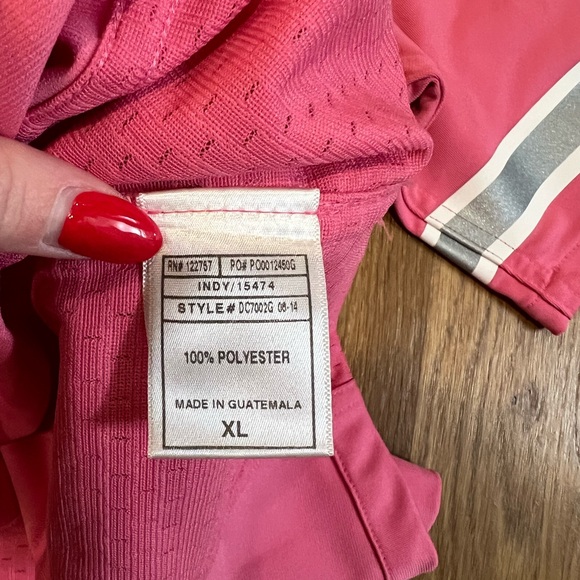 RN# 122757 PO# PO0012450G
INDY/15474
STYLE# DC7002G 08-14
100% POLYESTER
MADE IN GUATEMALA
XL